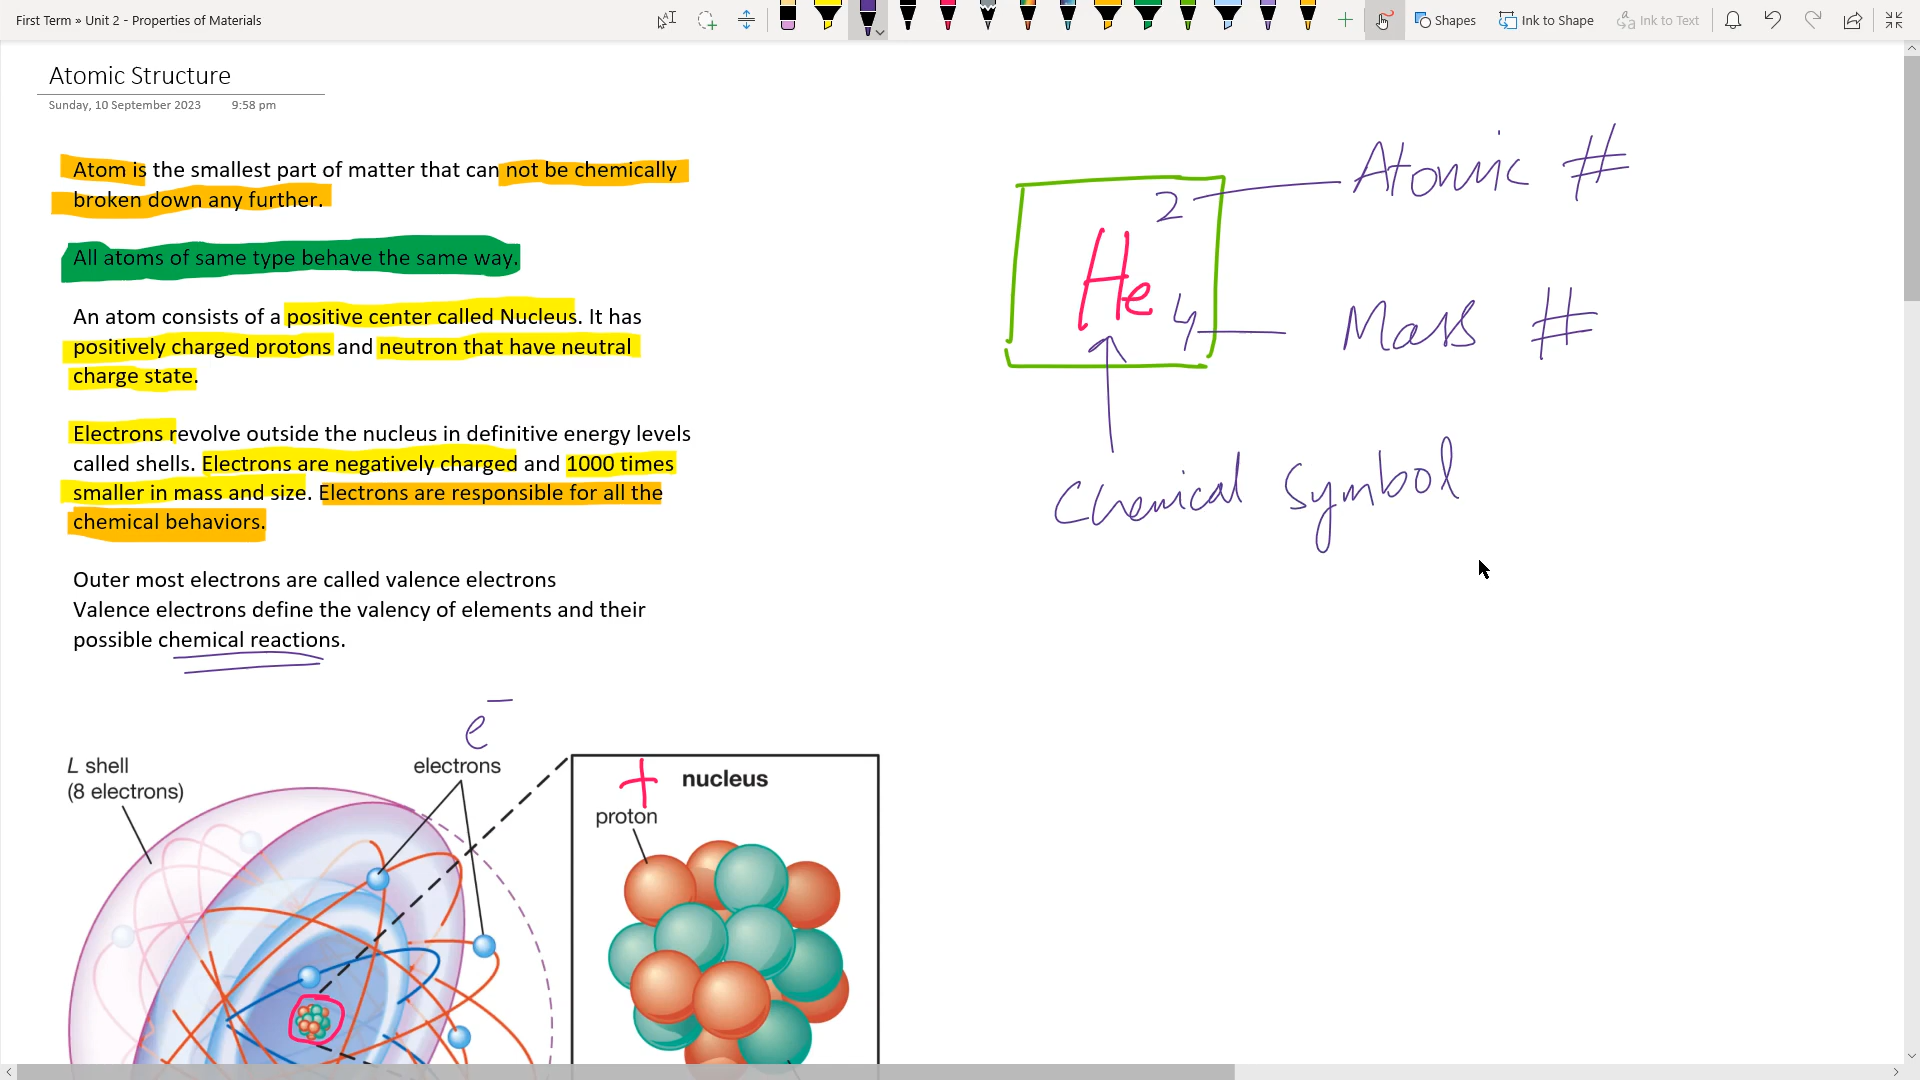 First Term » Unit 2 - Properties of Materials
Shapes
Ink to Shape
Ink to Text
Atomic Structure
Sunday, 10 September 2023 9:58 pm
Atom is the smallest part of matter that can not be chemically
broken down any further.
All atoms of same type behave the same way.
An atom consists of a positive center called Nucleus. It has
positively charged protons and neutron that have neutral
charge state.
Electrons revolve outside the nucleus in definitive energy levels
called shells. Electrons are negatively charged and 1000 times
smaller in mass and size. Electrons are responsible for all the
chemical behaviors.
Outer most electrons are called valence electrons
Valence electrons define the valency of elements and their
possible chemical reactions.
2 Atomic #
He
4 Mass #
Chemical Symbol
e⁻
L shell
(8 electrons)
electrons
+ nucleus
proton